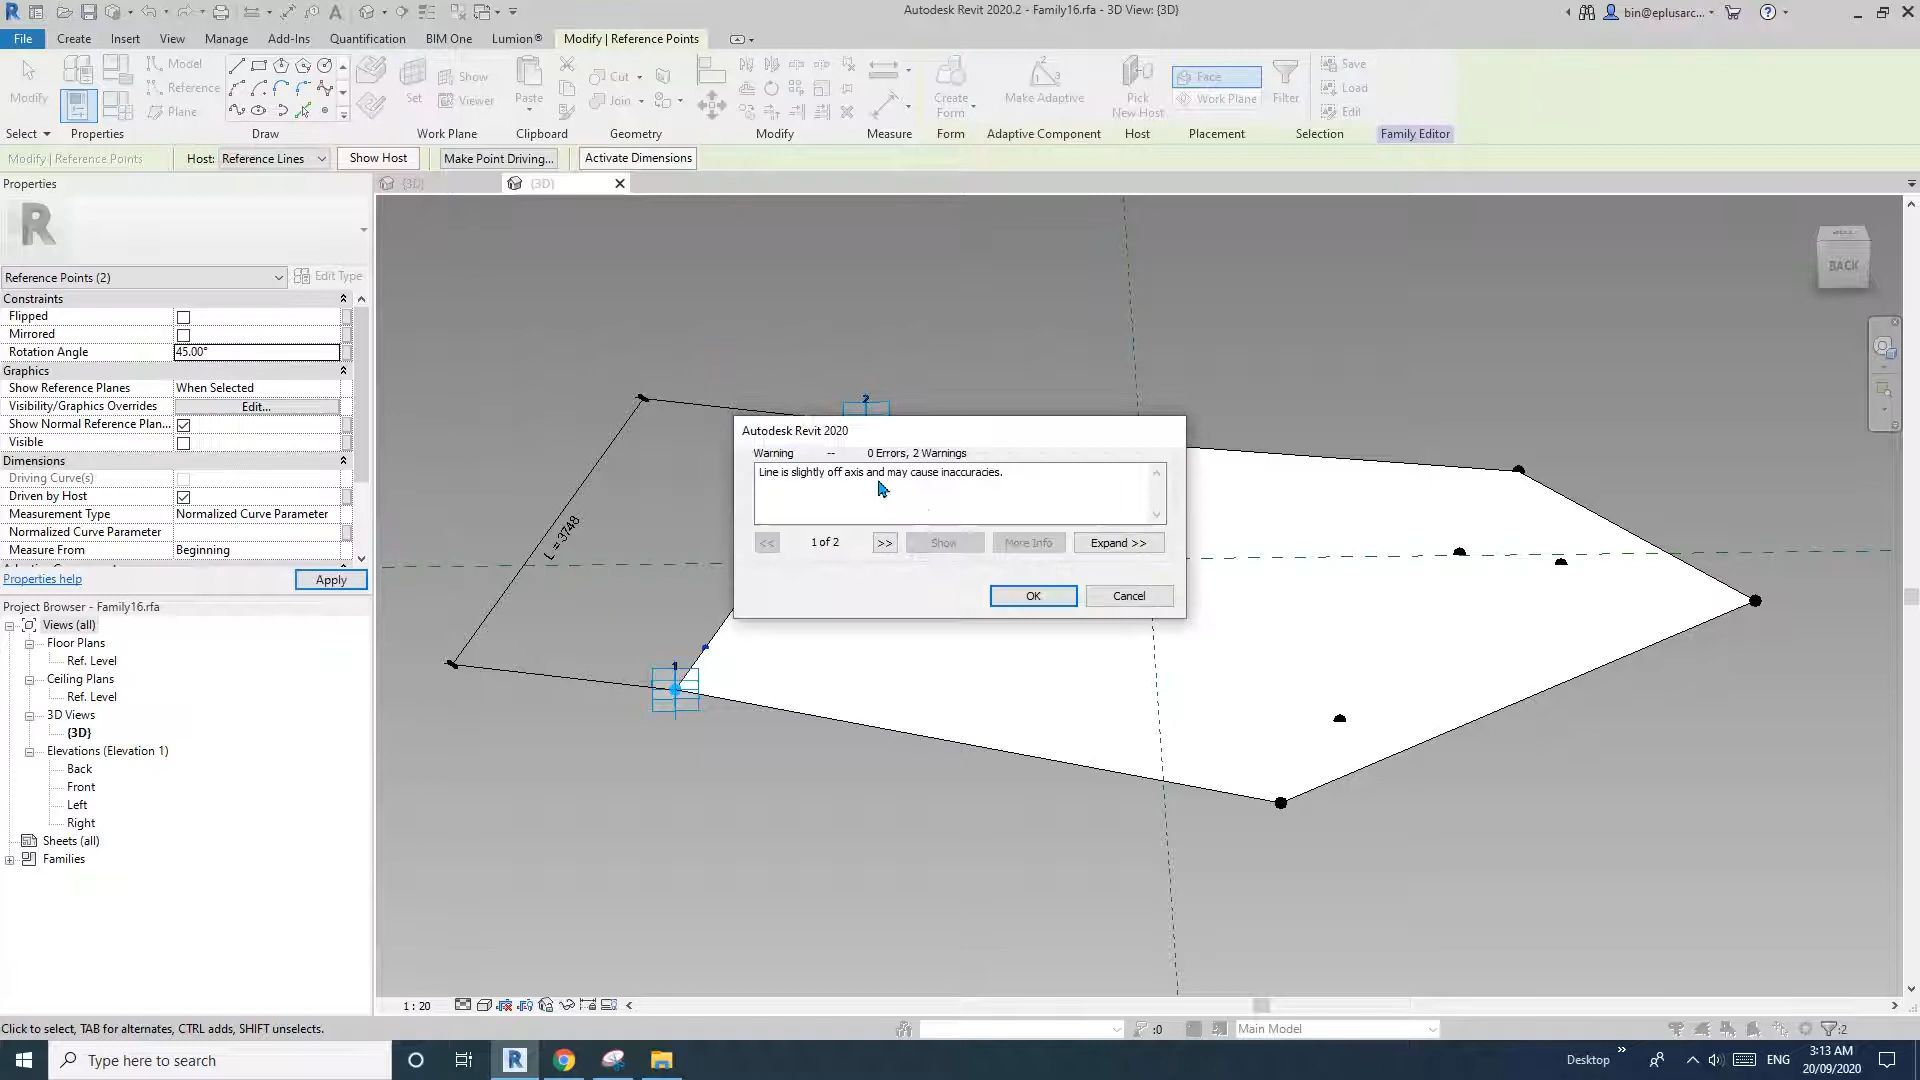 Autodesk Revit 2020.2 - Family16.rfa - 3D View: {3D}
bin@eplusarc...
File Create Insert View Manage Add-Ins Quantification BIM One Lumion® Modify | Reference Points
Modify
Model
Reference
Plane
Set
Show
Viewer
Paste
Cut
Join
Create Form
Make Adaptive
Pick New Host
Face
Work Plane
Filter
Save
Load
Edit
Select Properties Draw Work Plane Clipboard Geometry Modify Measure Form Adaptive Component Host Placement Selection Family Editor
Modify | Reference Points Host: Reference Lines Show Host Make Point Driving... Activate Dimensions
Properties
{3D}
{3D}
R
Reference Points (2)
Edit Type
Constraints
Flipped
Mirrored
Rotation Angle 45.00°
Graphics
Show Reference Planes When Selected
Visibility/Graphics Overrides Edit...
Show Normal Reference Plan...
Visible
Dimensions
Driving Curve(s)
Driven by Host
Measurement Type Normalized Curve Parameter
Normalized Curve Parameter
Measure From Beginning
Properties help
Apply
Project Browser - Family16.rfa
Views (all)
Floor Plans
Ref. Level
Ceiling Plans
Ref. Level
3D Views
{3D}
Elevations (Elevation 1)
Back
Front
Left
Right
Sheets (all)
Families
BACK
2
L = 3748
1
Autodesk Revit 2020
Warning -- 0 Errors, 2 Warnings
Line is slightly off axis and may cause inaccuracies.
<< 1 of 2 >> Show More Info Expand >>
OK Cancel
1 : 20
Click to select, TAB for alternates, CTRL adds, SHIFT unselects.
:0
Main Model
:2
Type here to search
Desktop
ENG
3:13 AM
20/09/2020